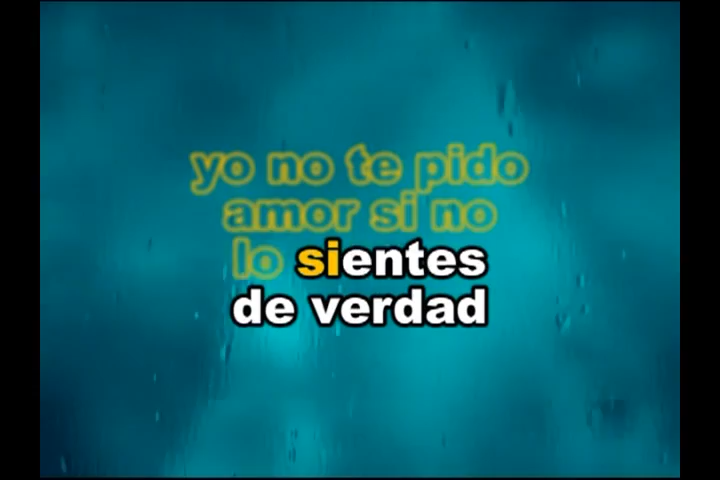 yo no te pido
amor si no
lo sientes
de verdad